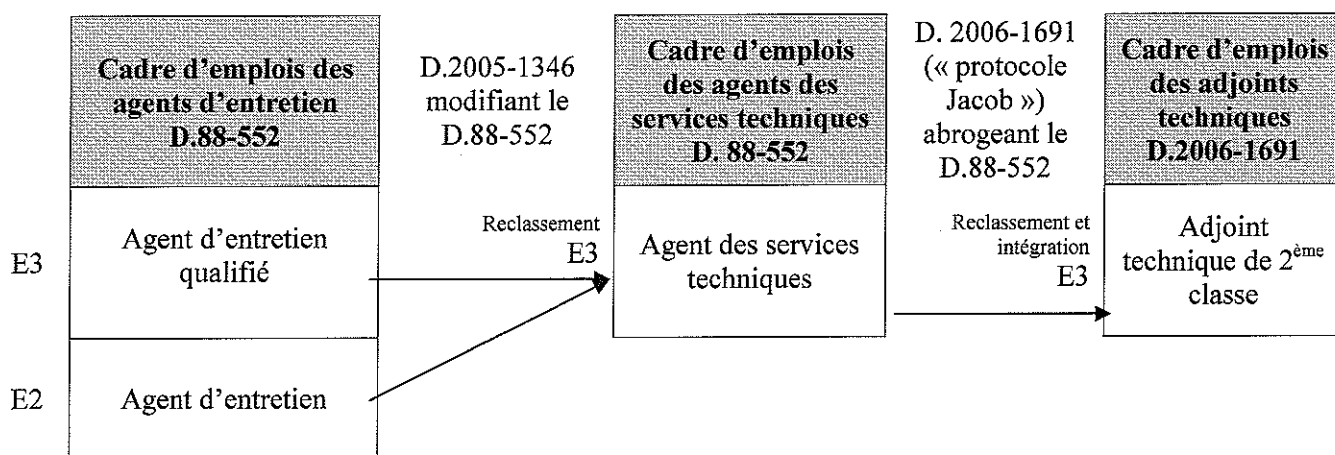 Cadre d'emplois des
agents d'entretien
D.88-552
D.2005-1346
modifiant le
D.88-552
Cadre d'emplois
des agents des
services techniques
D. 88-552
D. 2006-1691
(« protocole
Jacob »)
abrogeant le
D.88-552
Cadre d'emplois
des adjoints
techniques
D.2006-1691
E3
Agent d'entretien
qualifié
Reclassement
E3
Agent des services
techniques
Reclassement et
intégration
E3
Adjoint
technique de 2ème
classe
E2
Agent d'entretien